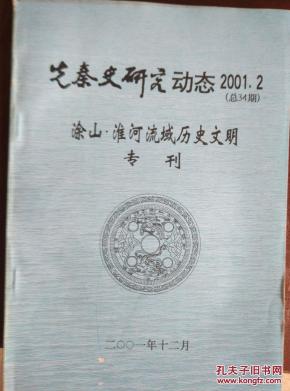 先秦史研究动态 2001.2
(总34期)
涂山·淮河流域历史文明
专刊
二〇〇一年十二月
孔夫子旧书网